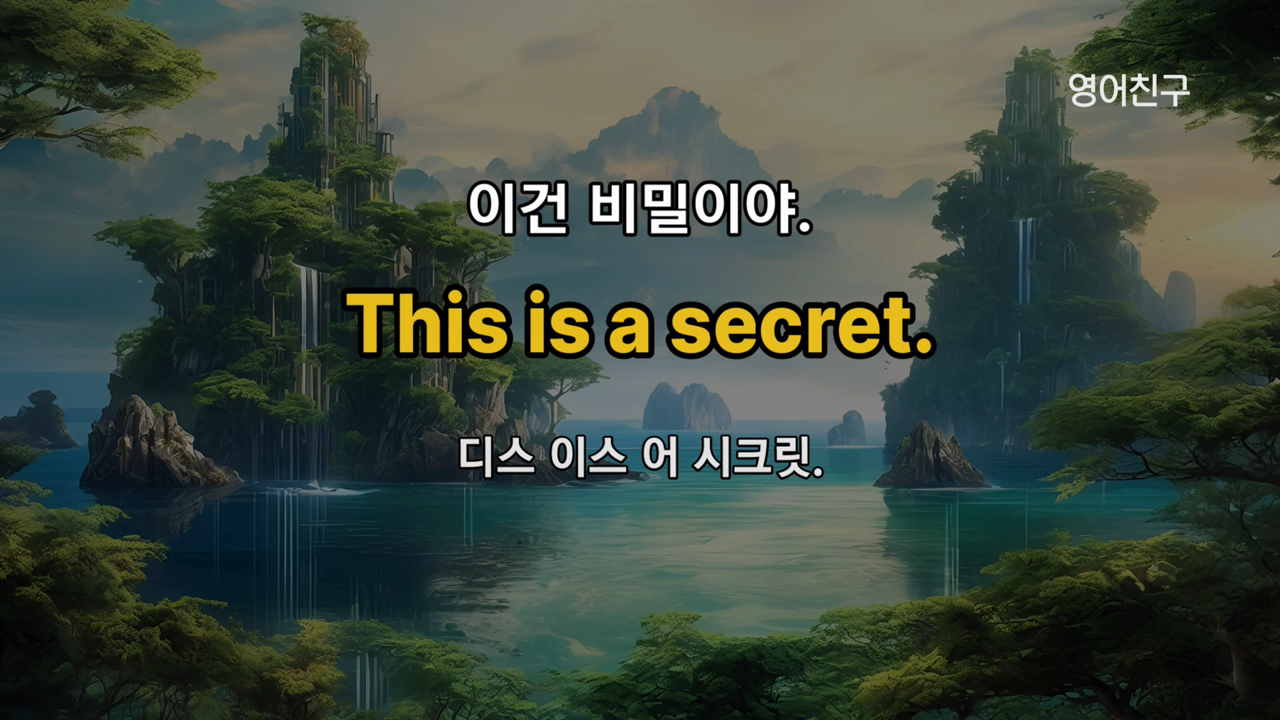 영어친구
이건 비밀이야.
This is a secret.
디스 이스 어 시크릿.